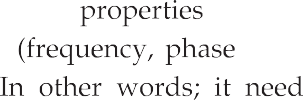 properties
(frequency, phase
In other words; it need